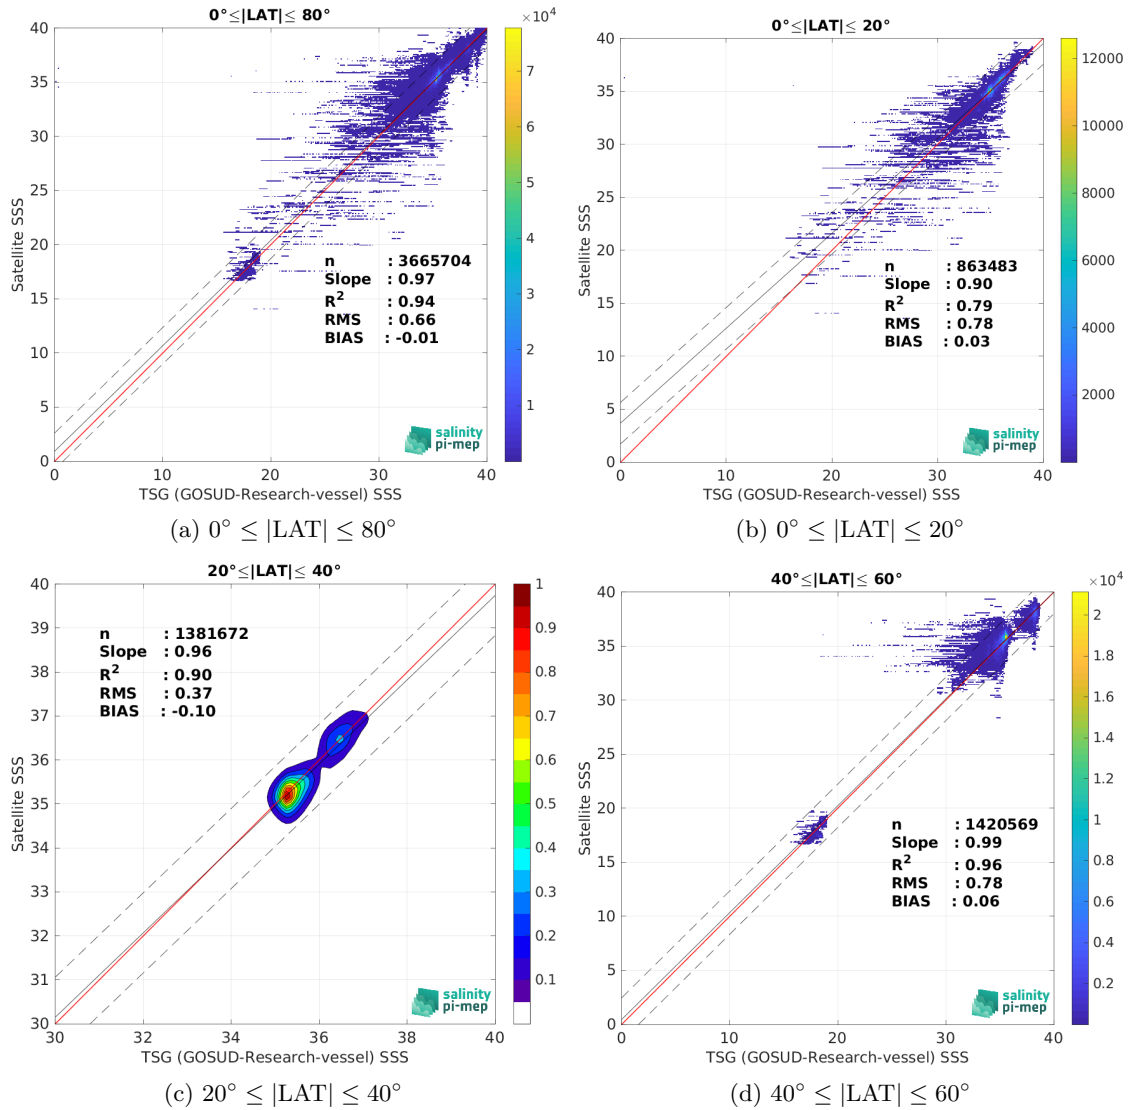 0°≤|LAT|≤ 80°
×10⁴
40
35
30
25
20
15
10
5
0
0 10 20 30 40
Satellite SSS
TSG (GOSUD-Research-vessel) SSS
n : 3665704
Slope : 0.97
R² : 0.94
RMS : 0.66
BIAS : -0.01
salinity
pi-mep
7
6
5
4
3
2
1
(a) 0° ≤ |LAT| ≤ 80°
0°≤|LAT|≤ 20°
40
35
30
25
20
15
10
5
0
0 10 20 30 40
Satellite SSS
TSG (GOSUD-Research-vessel) SSS
n : 863483
Slope : 0.90
R² : 0.79
RMS : 0.78
BIAS : 0.03
salinity
pi-mep
12000
10000
8000
6000
4000
2000
(b) 0° ≤ |LAT| ≤ 20°
20°≤|LAT|≤ 40°
40
39
38
37
36
35
34
33
32
31
30
30 32 34 36 38 40
Satellite SSS
TSG (GOSUD-Research-vessel) SSS
n : 1381672
Slope : 0.96
R² : 0.90
RMS : 0.37
BIAS : -0.10
salinity
pi-mep
1
0.9
0.8
0.7
0.6
0.5
0.4
0.3
0.2
0.1
(c) 20° ≤ |LAT| ≤ 40°
40°≤|LAT|≤ 60°
×10⁴
40
35
30
25
20
15
10
5
0
0 10 20 30 40
Satellite SSS
TSG (GOSUD-Research-vessel) SSS
n : 1420569
Slope : 0.99
R² : 0.96
RMS : 0.78
BIAS : 0.06
salinity
pi-mep
2
1.8
1.6
1.4
1.2
1
0.8
0.6
0.4
0.2
(d) 40° ≤ |LAT| ≤ 60°